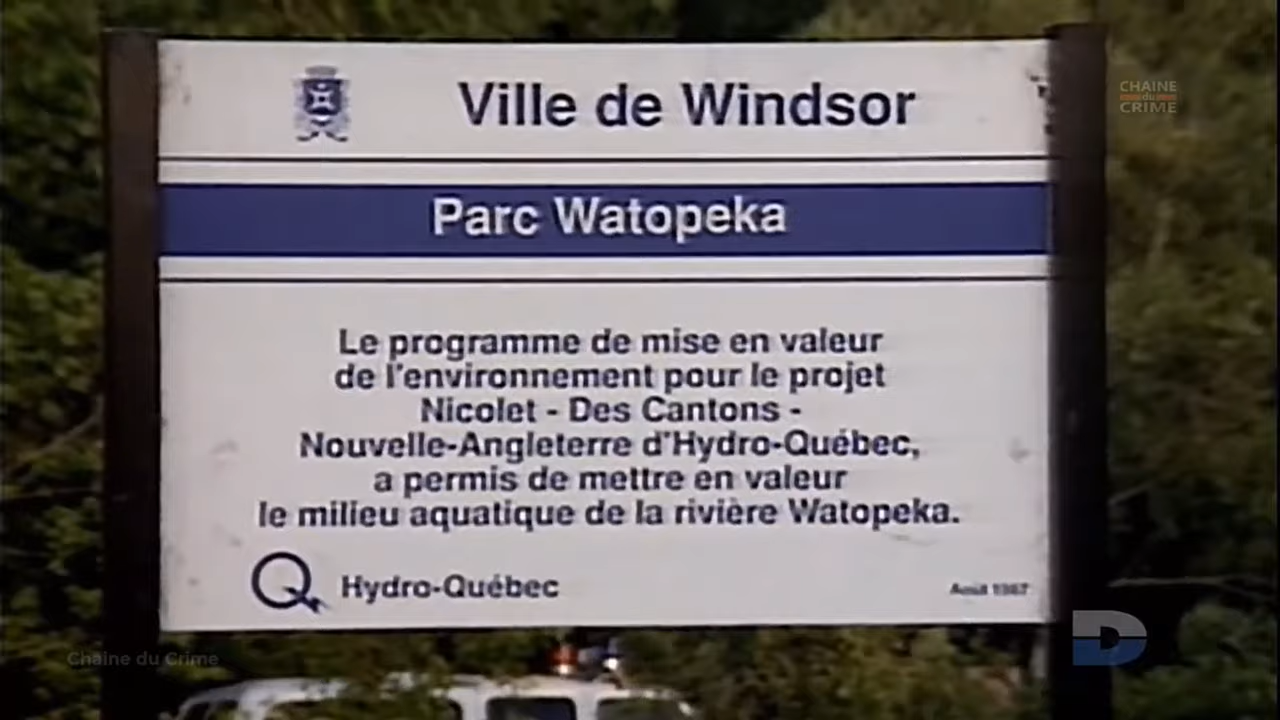 CHAINE
du
CRIME
Ville de Windsor
Parc Watopeka
Le programme de mise en valeur
de l'environnement pour le projet
Nicolet - Des Cantons -
Nouvelle-Angleterre d'Hydro-Québec,
a permis de mettre en valeur
le milieu aquatique de la rivière Watopeka.
Hydro-Québec
Août 1987
Chaine du Crime
D